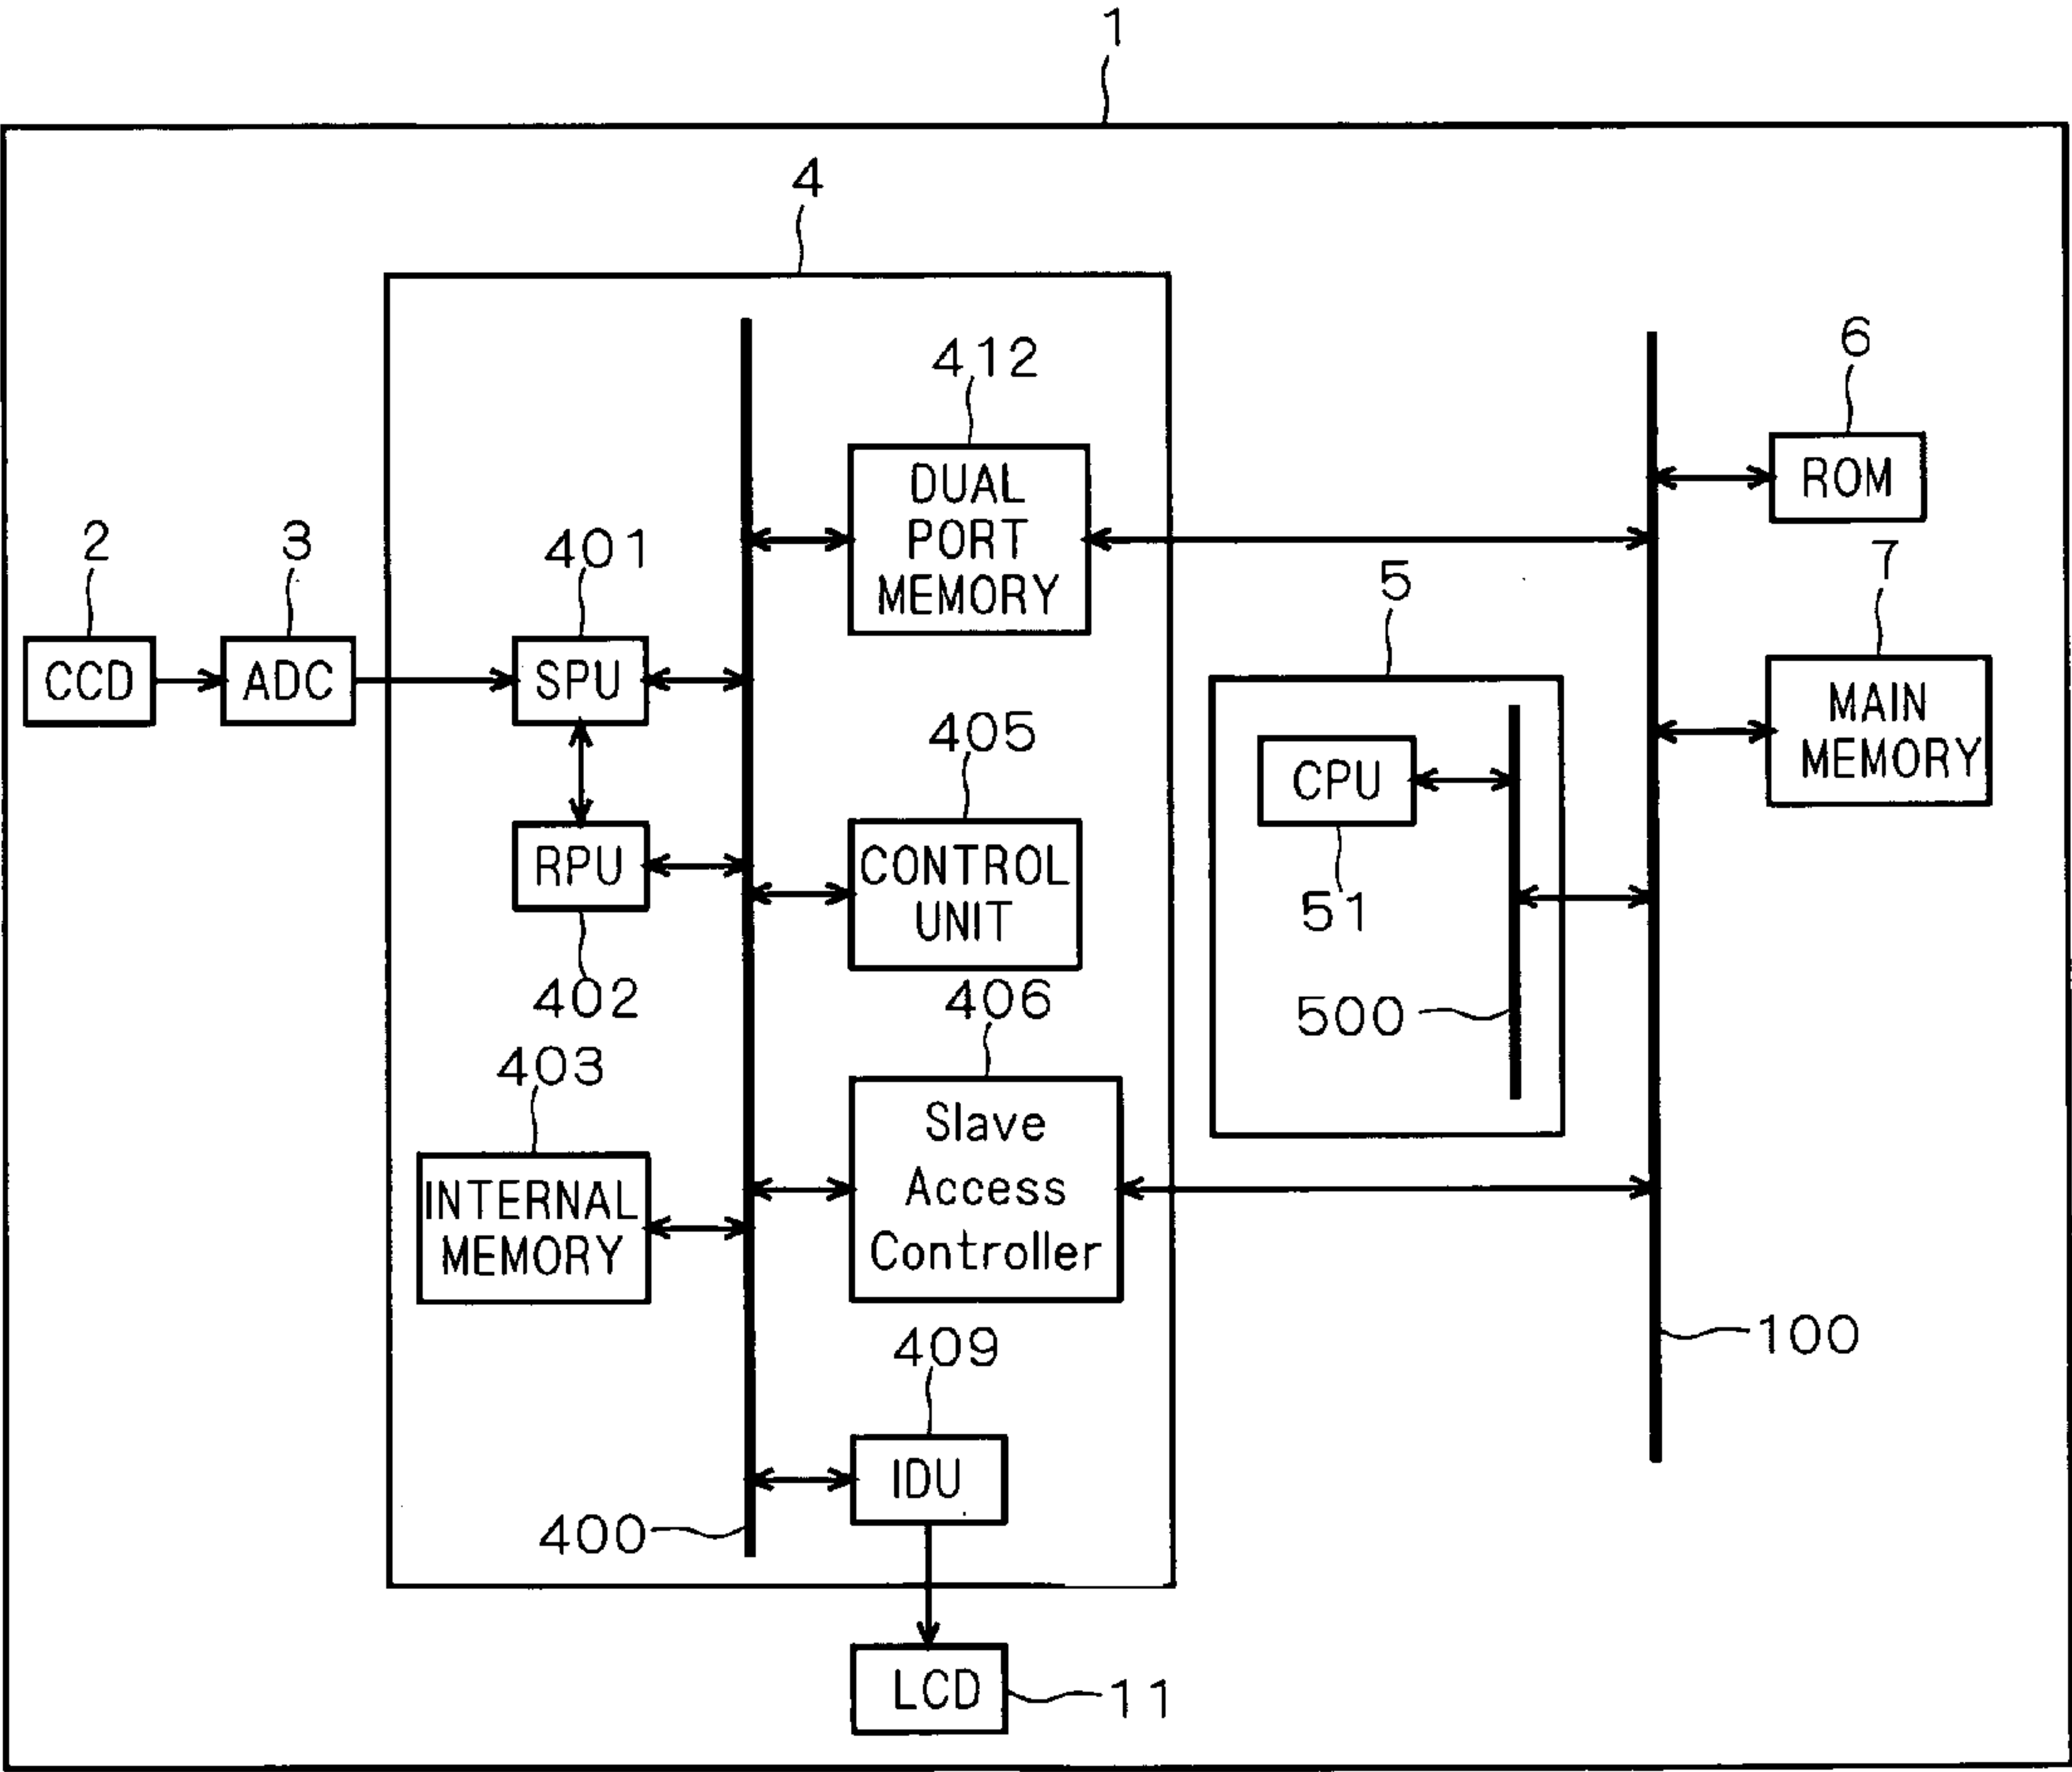 1
4
412
6
DUAL
PORT
MEMORY
ROM
2
3
401
5
7
CCD
ADC
SPU
MAIN
MEMORY
405
CPU
RPU
CONTROL
UNIT
51
402
406
500
403
Slave
Access
Controller
INTERNAL
MEMORY
409
100
IDU
400
LCD
11